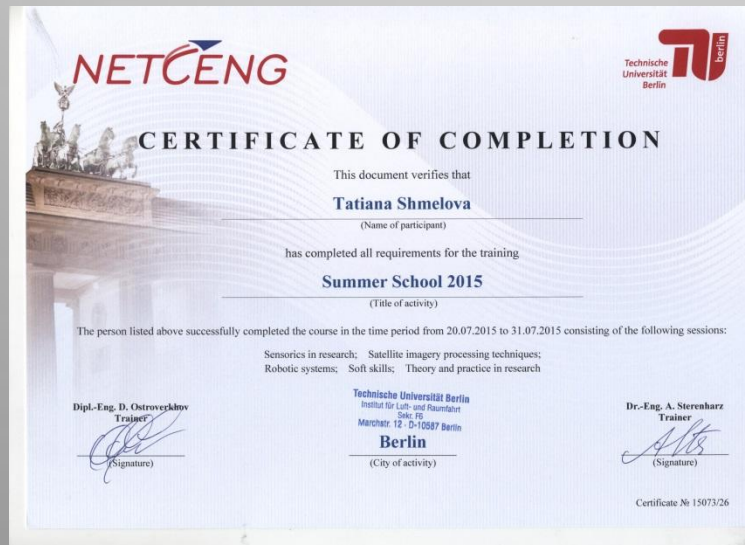 NETCENG
Technische
Universität
Berlin
berlin
CERTIFICATE OF COMPLETION
This document verifies that
Tatiana Shmelova
(Name of participant)
has completed all requirements for the training
Summer School 2015
(Title of activity)
The person listed above successfully completed the course in the time period from 20.07.2015 to 31.07.2015 consisting of the following sessions:
Sensorics in research; Satellite imagery processing techniques;
Robotic systems; Soft skills; Theory and practice in research
Dipl.-Eng. D. Ostroverkhov
Trainer
(Signature)
Technische Universität Berlin
Institut für Luft- und Raumfahrt
Sekr. F6
Marchstr. 12 · D-10587 Berlin
Berlin
(City of activity)
Dr.-Eng. A. Sterenharz
Trainer
(Signature)
Certificate № 15073/26